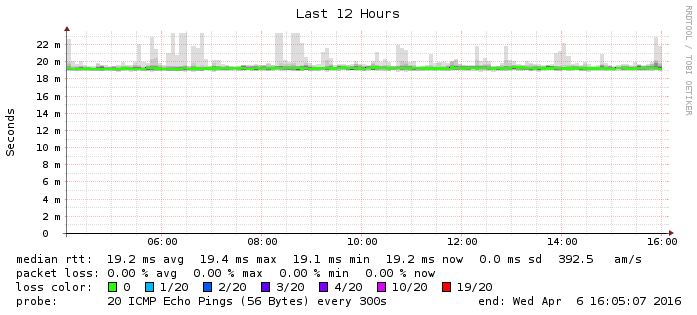 Last 12 Hours
RRDTOOL / TOBI OETIKER
Seconds
22 m
20 m
18 m
16 m
14 m
12 m
10 m
8 m
6 m
4 m
2 m
0
06:00 08:00 10:00 12:00 14:00 16:00
median rtt: 19.2 ms avg 19.4 ms max 19.1 ms min 19.2 ms now 0.0 ms sd 392.5 am/s
packet loss: 0.00 % avg 0.00 % max 0.00 % min 0.00 % now
loss color: 0 1/20 2/20 3/20 4/20 10/20 19/20
probe: 20 ICMP Echo Pings (56 Bytes) every 300s end: Wed Apr 6 16:05:07 2016